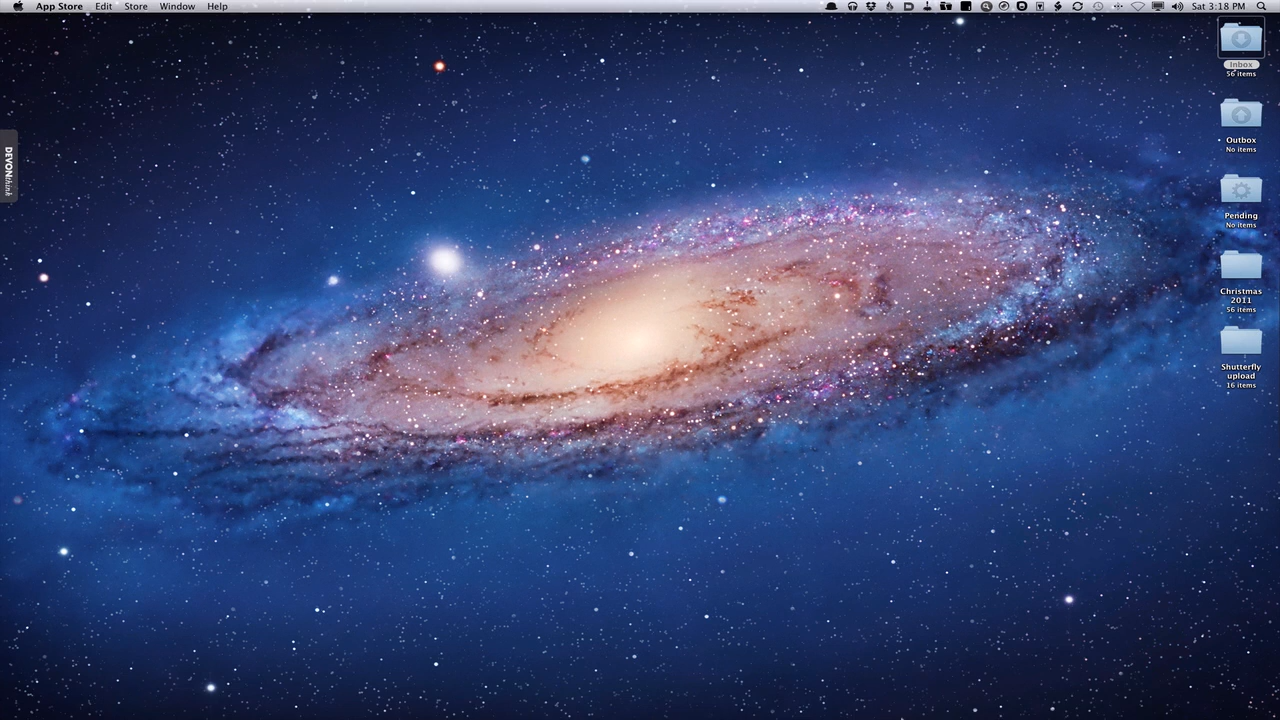 App Store Edit Store Window Help Sat 3:18 PM
Inbox
56 items
Outbox
No items
DEVONthink
Pending
No items
Christmas
2011
56 items
Shutterfly
upload
16 items